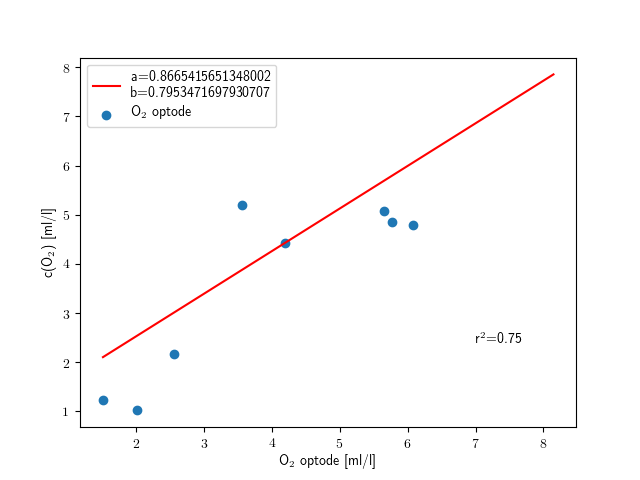 a=0.8665415651348002
b=0.7953471697930707
O₂ optode
8
7
6
5
4
3
2
1
c(O₂) [ml/l]
r²=0.75
2 3 4 5 6 7 8
O₂ optode [ml/l]